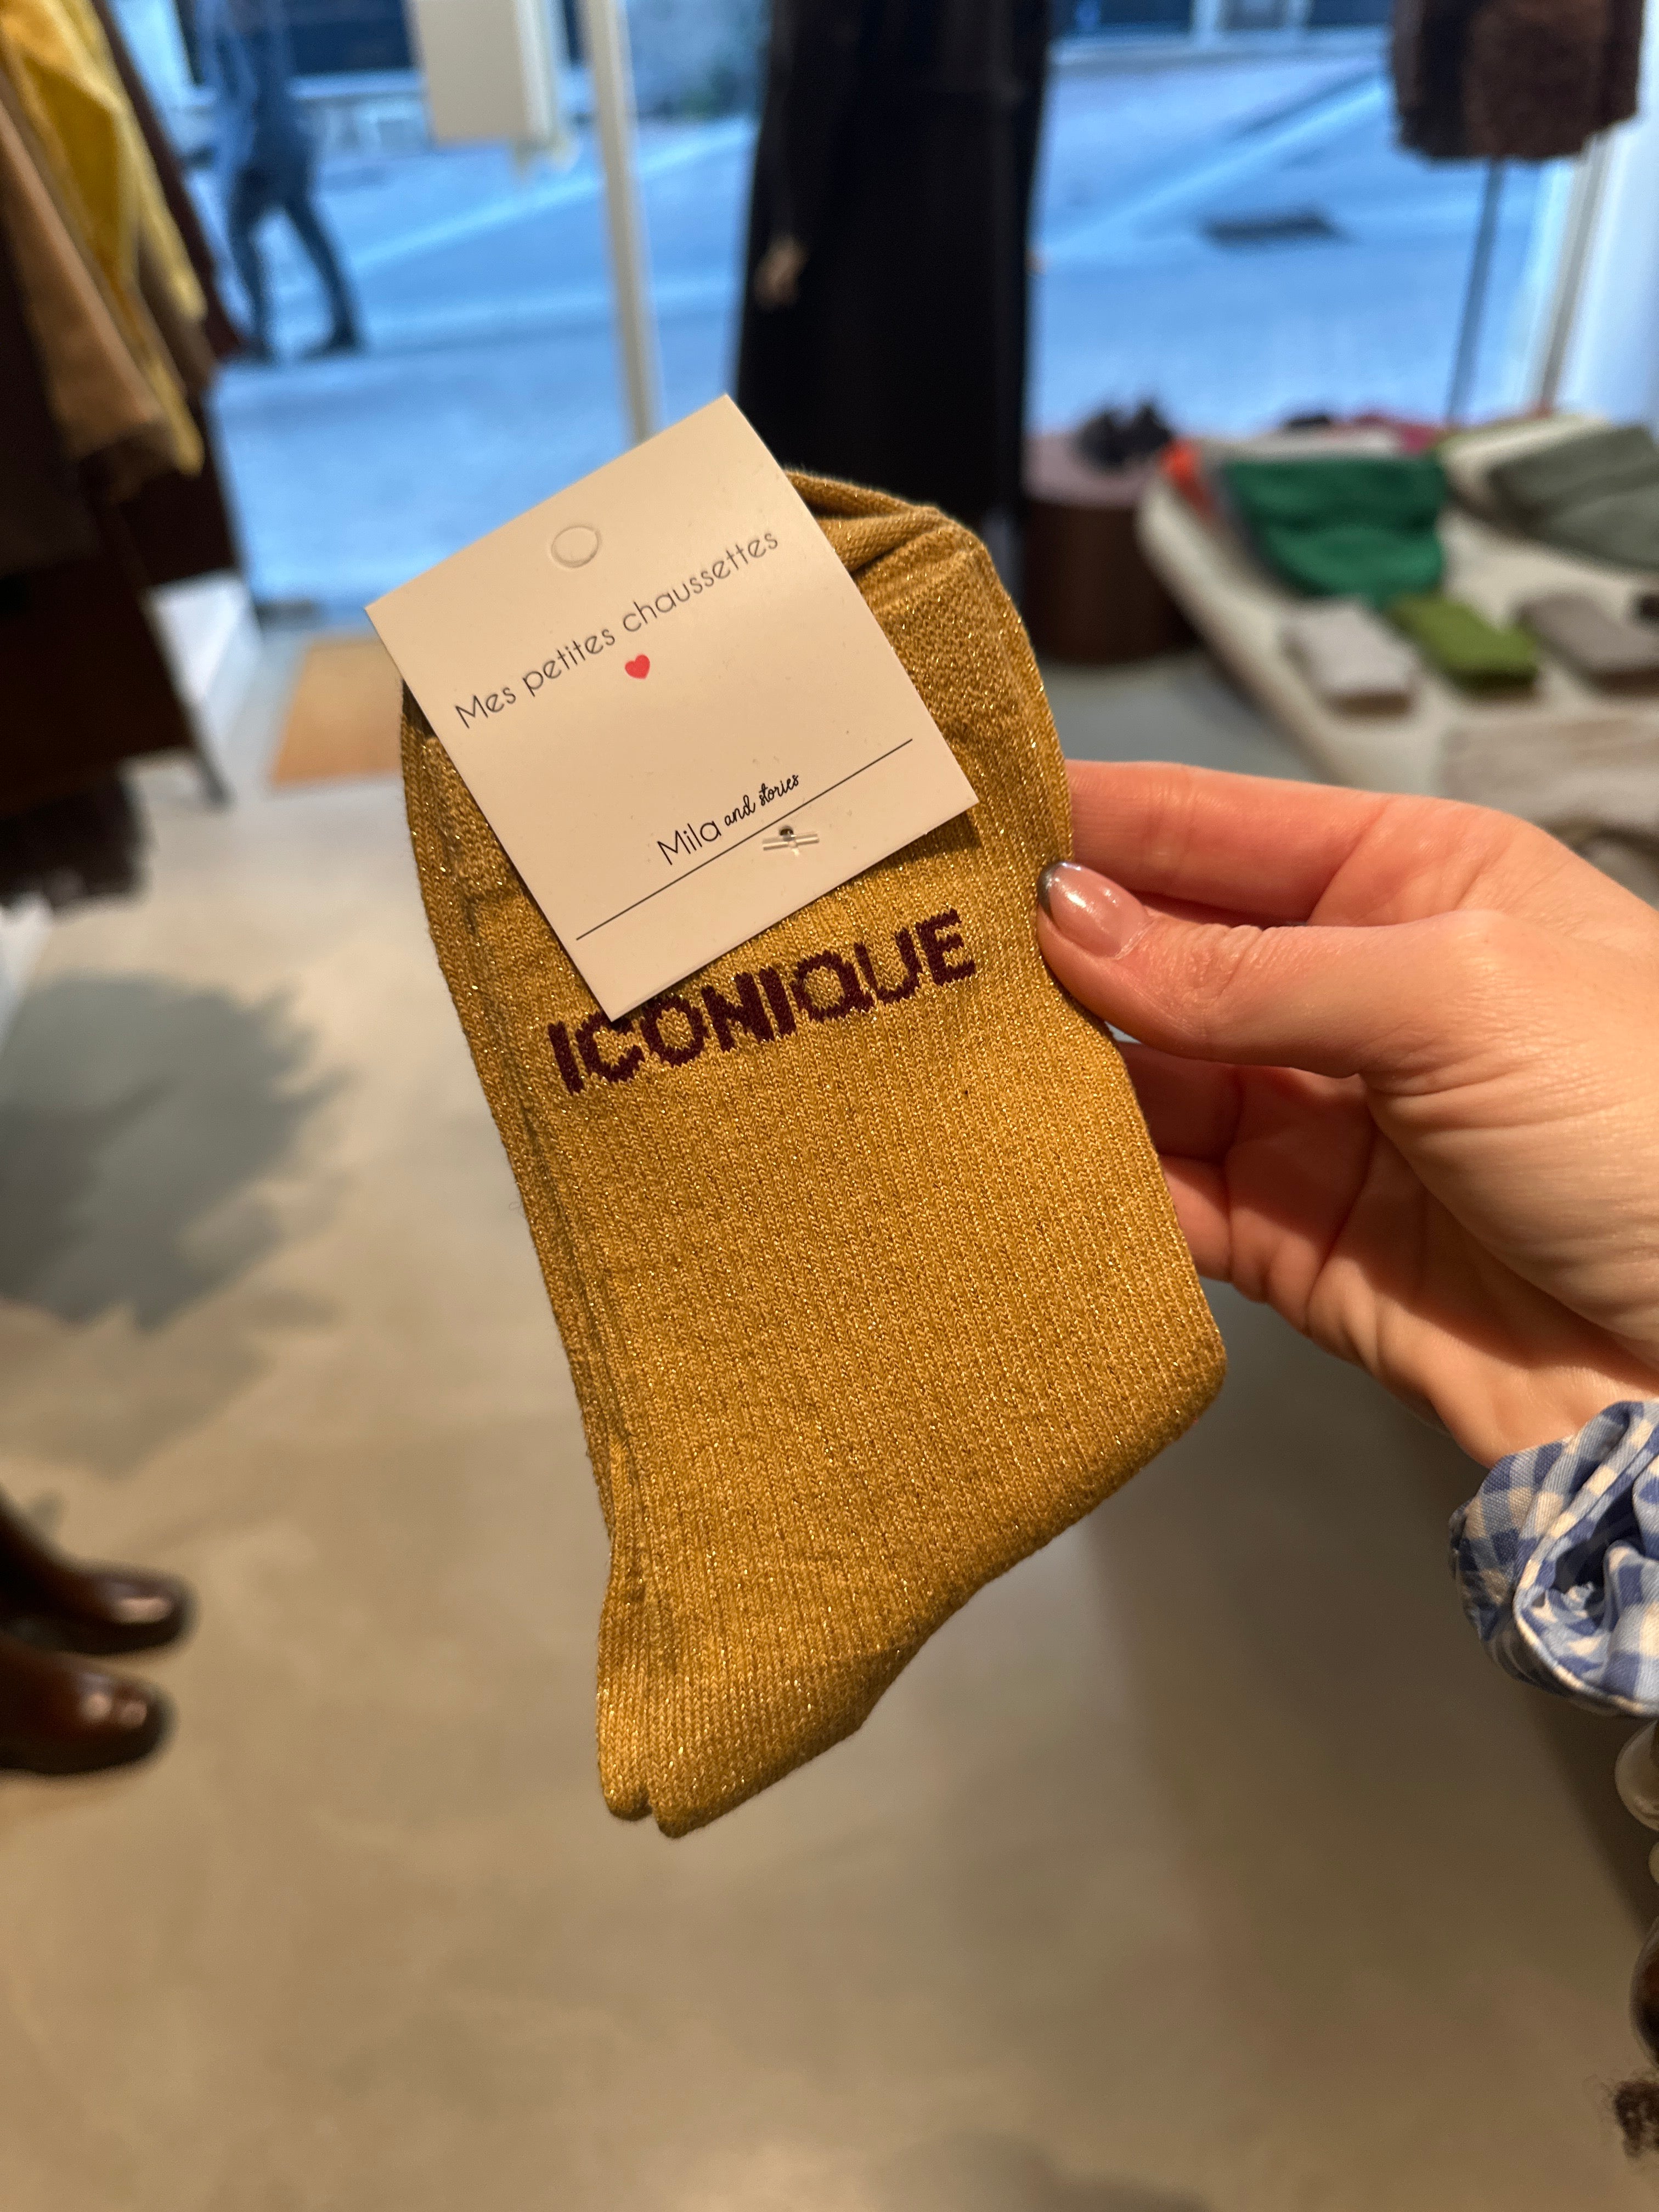 Mes petites chaussettes
Mila and stories
ICONIQUE